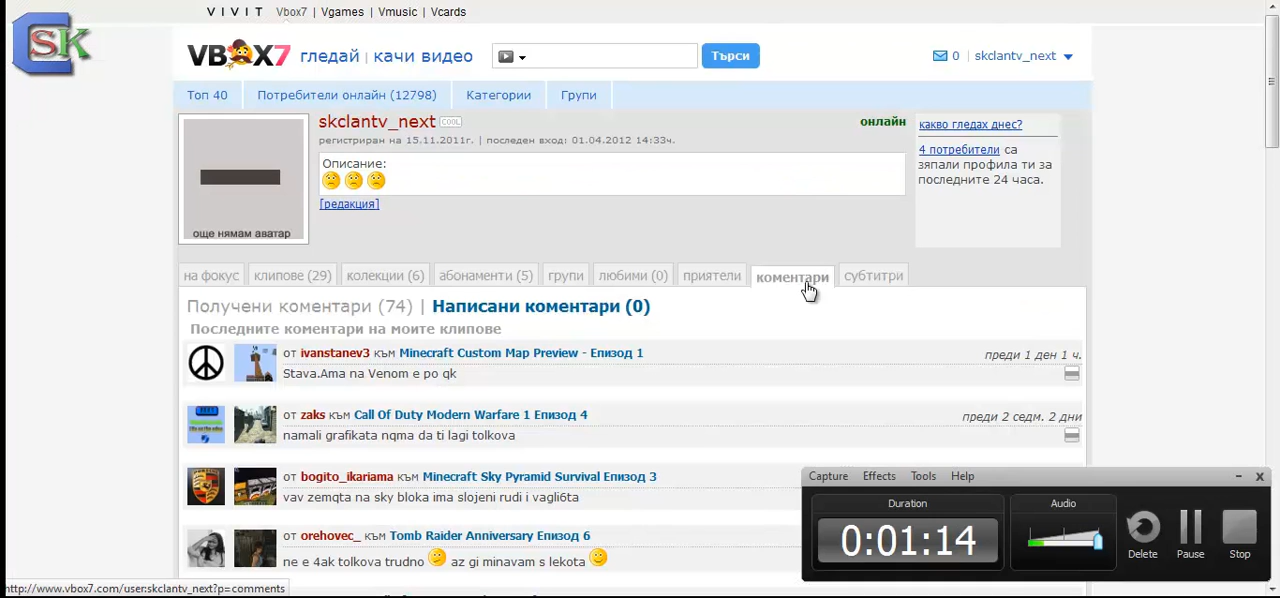 VIVIT Vbox7 | Vgames | Vmusic | Vcards
CSK
VBOX7 гледай | качи видео Търси 0 | skclantv_next
Топ 40 Потребители онлайн (12798) Категории Групи
skclantv_next COOL онлайн
регистриран на 15.11.2011г. | последен вход: 01.04.2012 14:33ч.
Описание:
[редакция]
още нямам аватар
какво гледах днес?
4 потребители са
зяпали профила ти за
последните 24 часа.
на фокус клипове (29) колекции (6) абонаменти (5) групи любими (0) приятели коментари субтитри
Получени коментари (74) | Написани коментари (0)
Последните коментари на моите клипове
от ivanstanev3 към Minecraft Custom Map Preview - Епизод 1 преди 1 ден 1 ч.
Stava.Ama na Venom e po qk
от zaks към Call Of Duty Modern Warfare 1 Епизод 4 преди 2 седм. 2 дни
namali grafikata nqma da ti lagi tolkova
от bogito_ikariama към Minecraft Sky Pyramid Survival Епизод 3
vav zemqta na sky bloka ima slojeni rudi i vagli6ta
от orehovec_ към Tomb Raider Anniversary Епизод 6
ne e 4ak tolkova trudno az gi minavam s lekota
Capture Effects Tools Help
Duration Audio
0:01:14
Delete Pause Stop
http://www.vbox7.com/user:skclantv_next?p=comments